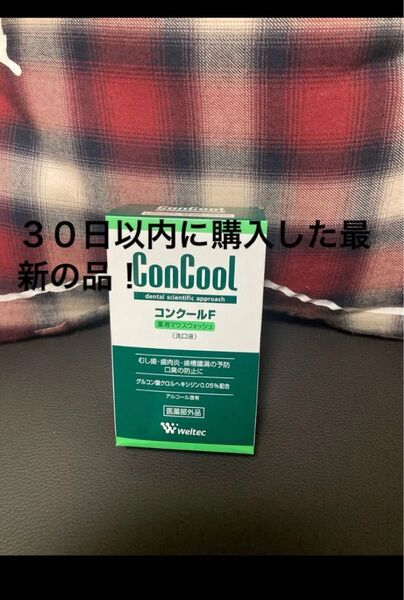 ３０日以内に購入した最
新の品！
ConCool
dental scientific approach
コンクールF
薬用マウスウォッシュ
（洗口液）
むし歯・歯肉炎・歯槽膿漏の予防
口臭の防止に
グルコン酸クロルヘキシジン0.05%配合
アルコール含有
医薬部外品
Weltec